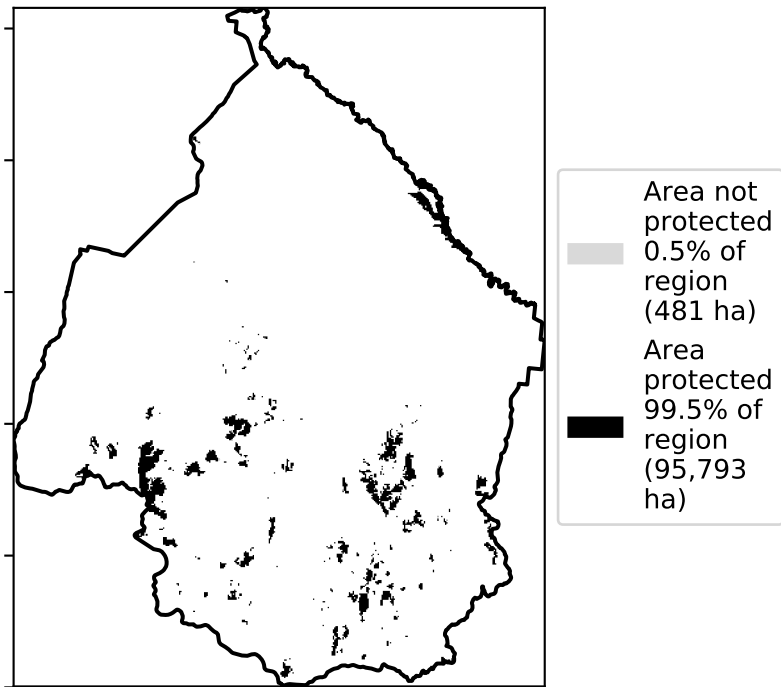 Area not
protected
0.5% of
region
(481 ha)
Area
protected
99.5% of
region
(95,793
ha)